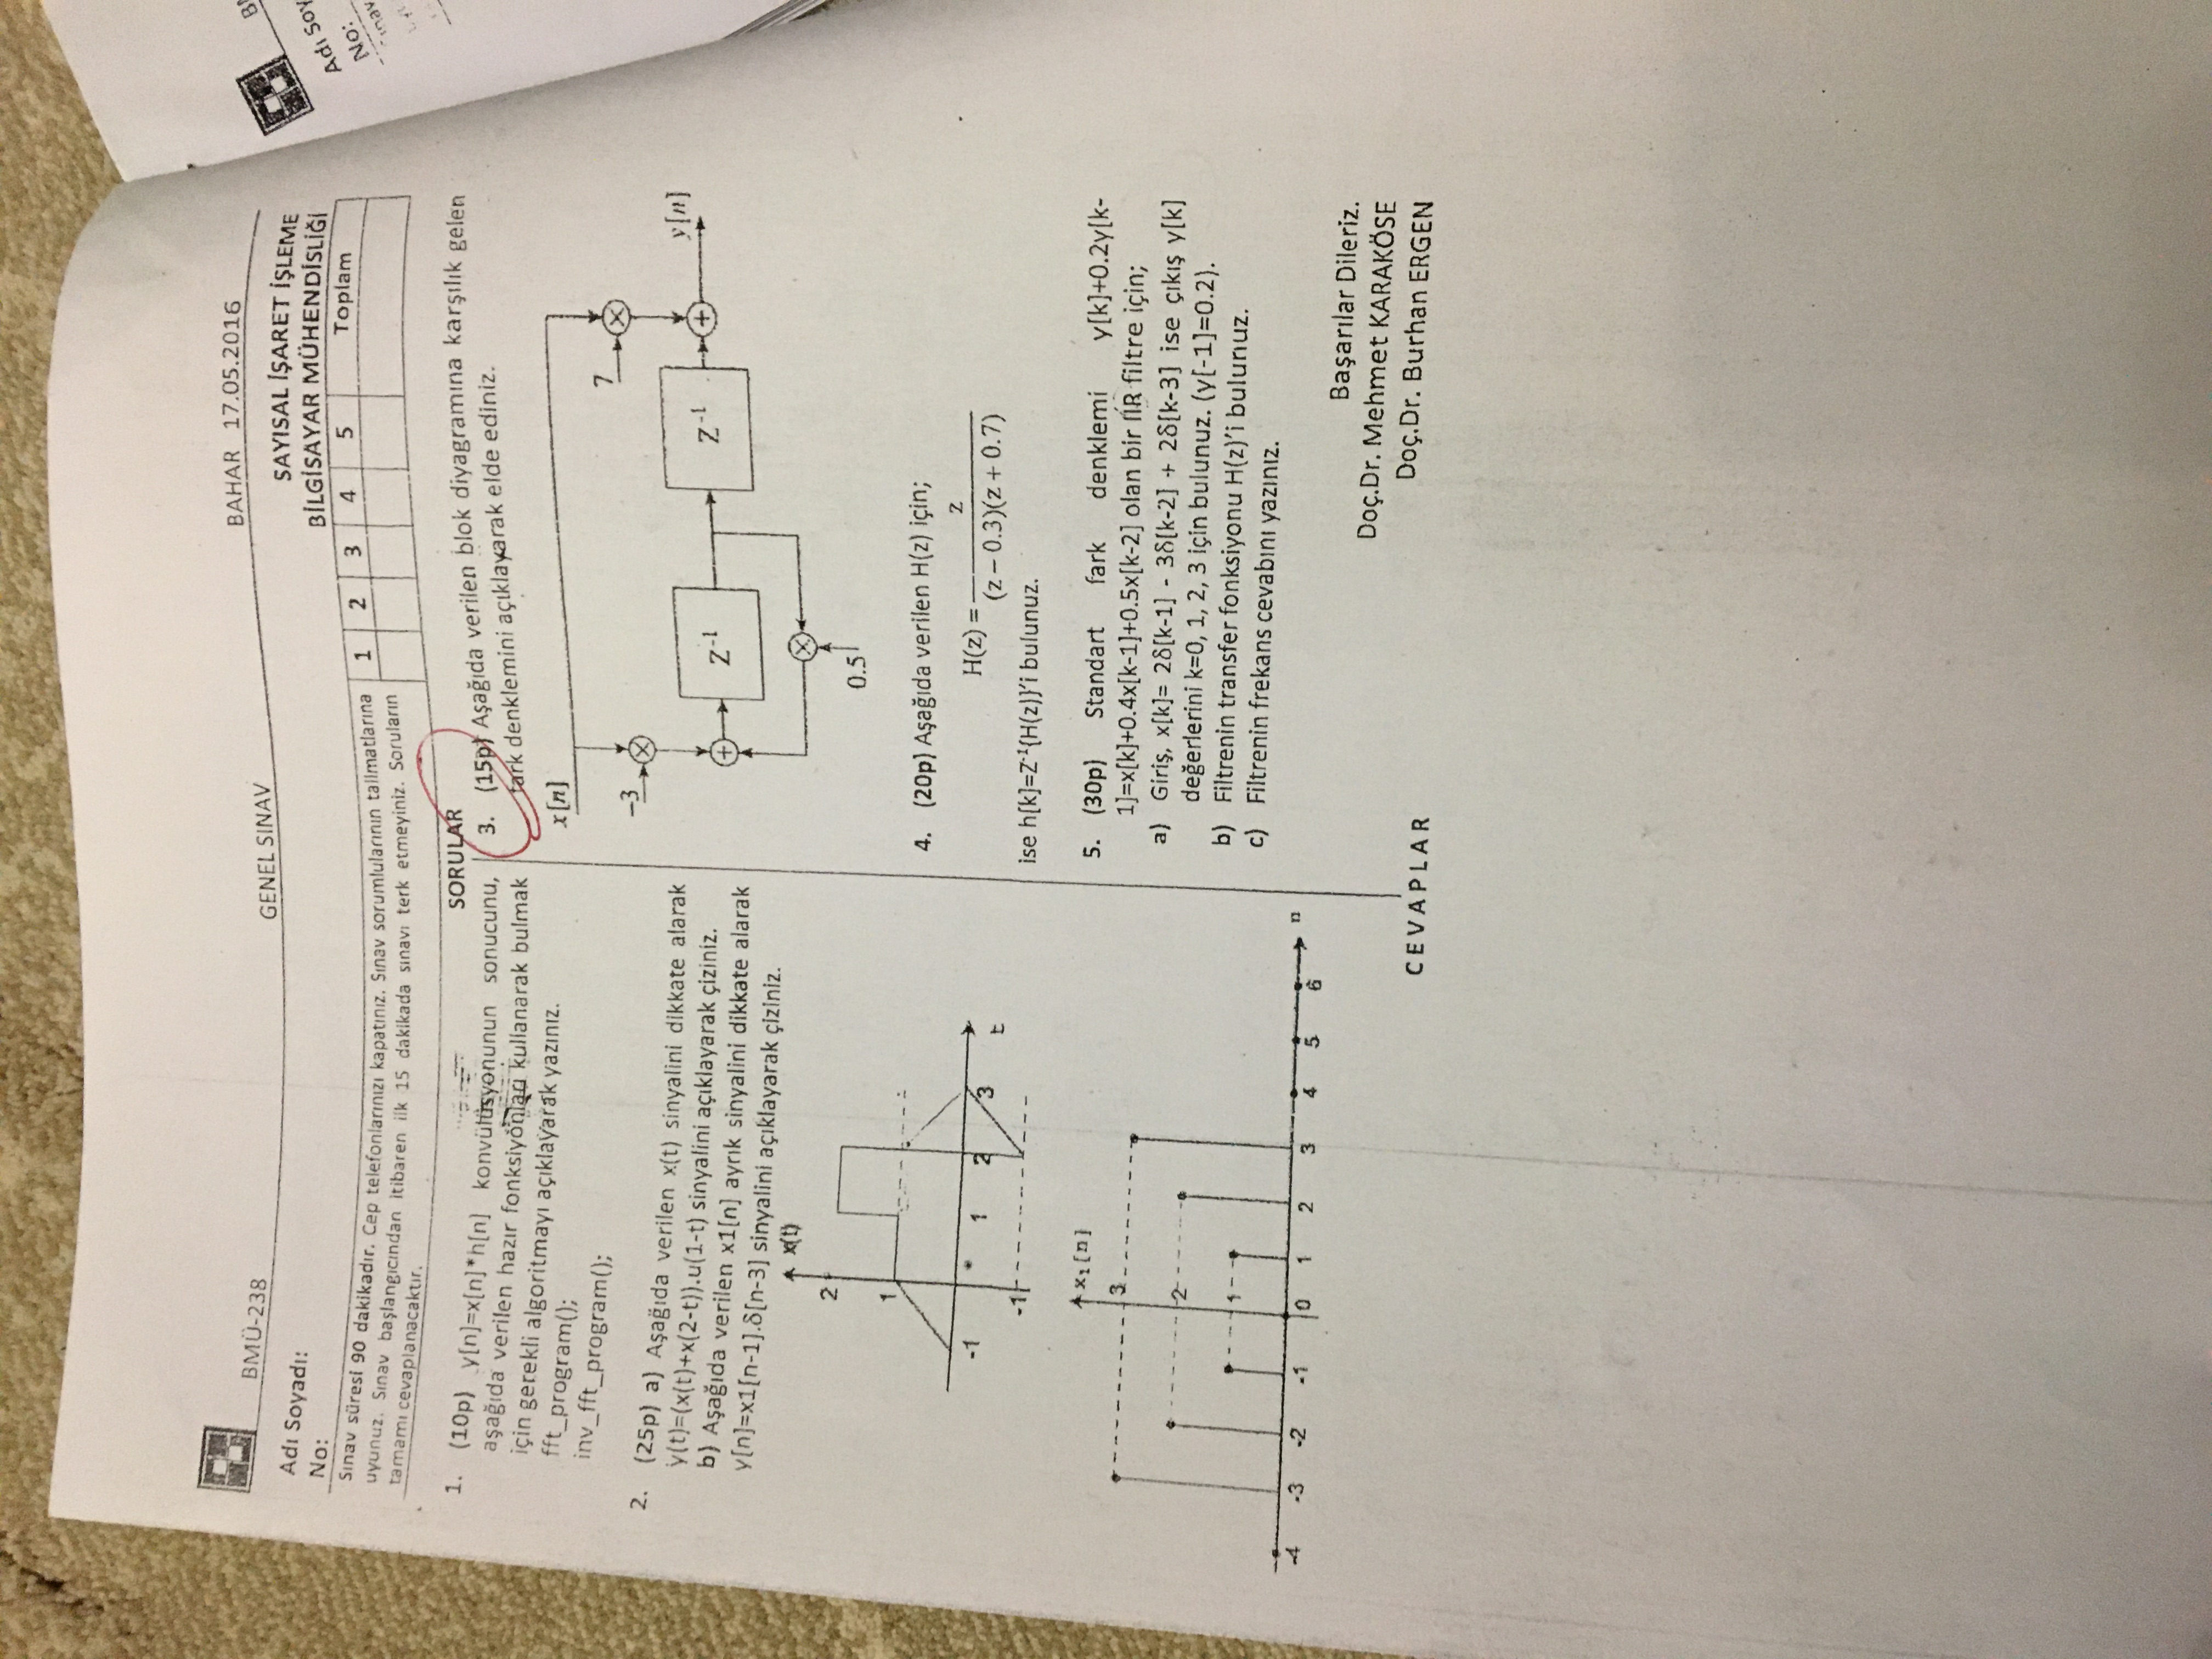 BMÜ-238 GENEL SINAV BAHAR 17.05.2016
Adı Soyadı:
No:
SAYISAL İŞARET İŞLEME
BİLGİSAYAR MÜHENDİSLİĞİ
Sınav süresi 90 dakikadır. Cep telefonlarınızı kapatınız. Sınav sorumlularının talimatlarına
uyunuz. Sınav başlangıcından itibaren ilk 15 dakikada sınavı terk etmeyiniz. Soruların
tamamı cevaplanacaktır.
1 2 3 4 5 Toplam
SORULAR
1. (10p) y[n]=x[n]*h[n] konvülüsyonunun sonucunu,
aşağıda verilen hazır fonksiyonları kullanarak bulmak
için gerekli algoritmayı açıklayarak yazınız.
fft_program();
inv_fft_program();
2. (25p) a) Aşağıda verilen x(t) sinyalini dikkate alarak
y(t)=(x(t)+x(2-t)).u(1-t) sinyalini açıklayarak çiziniz.
b) Aşağıda verilen x1[n] ayrık sinyalini dikkate alarak
y[n]=x1[n-1].δ[n-3] sinyalini açıklayarak çiziniz.
x(t)
2
1
-1 1 2 3 t
-1
x₁[n]
3
2
1
-4 -3 -2 -1 0 1 2 3 4 5 6 n
3. (15p) Aşağıda verilen blok diyagramına karşılık gelen
fark denklemini açıklayarak elde ediniz.
x[n]
7
-3
y[n]
Z⁻¹ Z⁻¹
0.5
4. (20p) Aşağıda verilen H(z) için;
H(z) = z / (z – 0.3)(z + 0.7)
ise h[k]=Z⁻¹{H(z)}'i bulunuz.
5. (30p) Standart fark denklemi y[k]+0.2y[k-
1]=x[k]+0.4x[k-1]+0.5x[k-2] olan bir IIR filtre için;
a) Giriş, x[k]= 2δ[k-1] - 3δ[k-2] + 2δ[k-3] ise çıkış y[k]
değerlerini k=0, 1, 2, 3 için bulunuz. (y[-1]=0.2).
b) Filtrenin transfer fonksiyonu H(z)'i bulunuz.
c) Filtrenin frekans cevabını yazınız.
Başarılar Dileriz.
Doç.Dr. Mehmet KARAKÖSE
Doç.Dr. Burhan ERGEN
CEVAPLAR
Adı Soy
No: